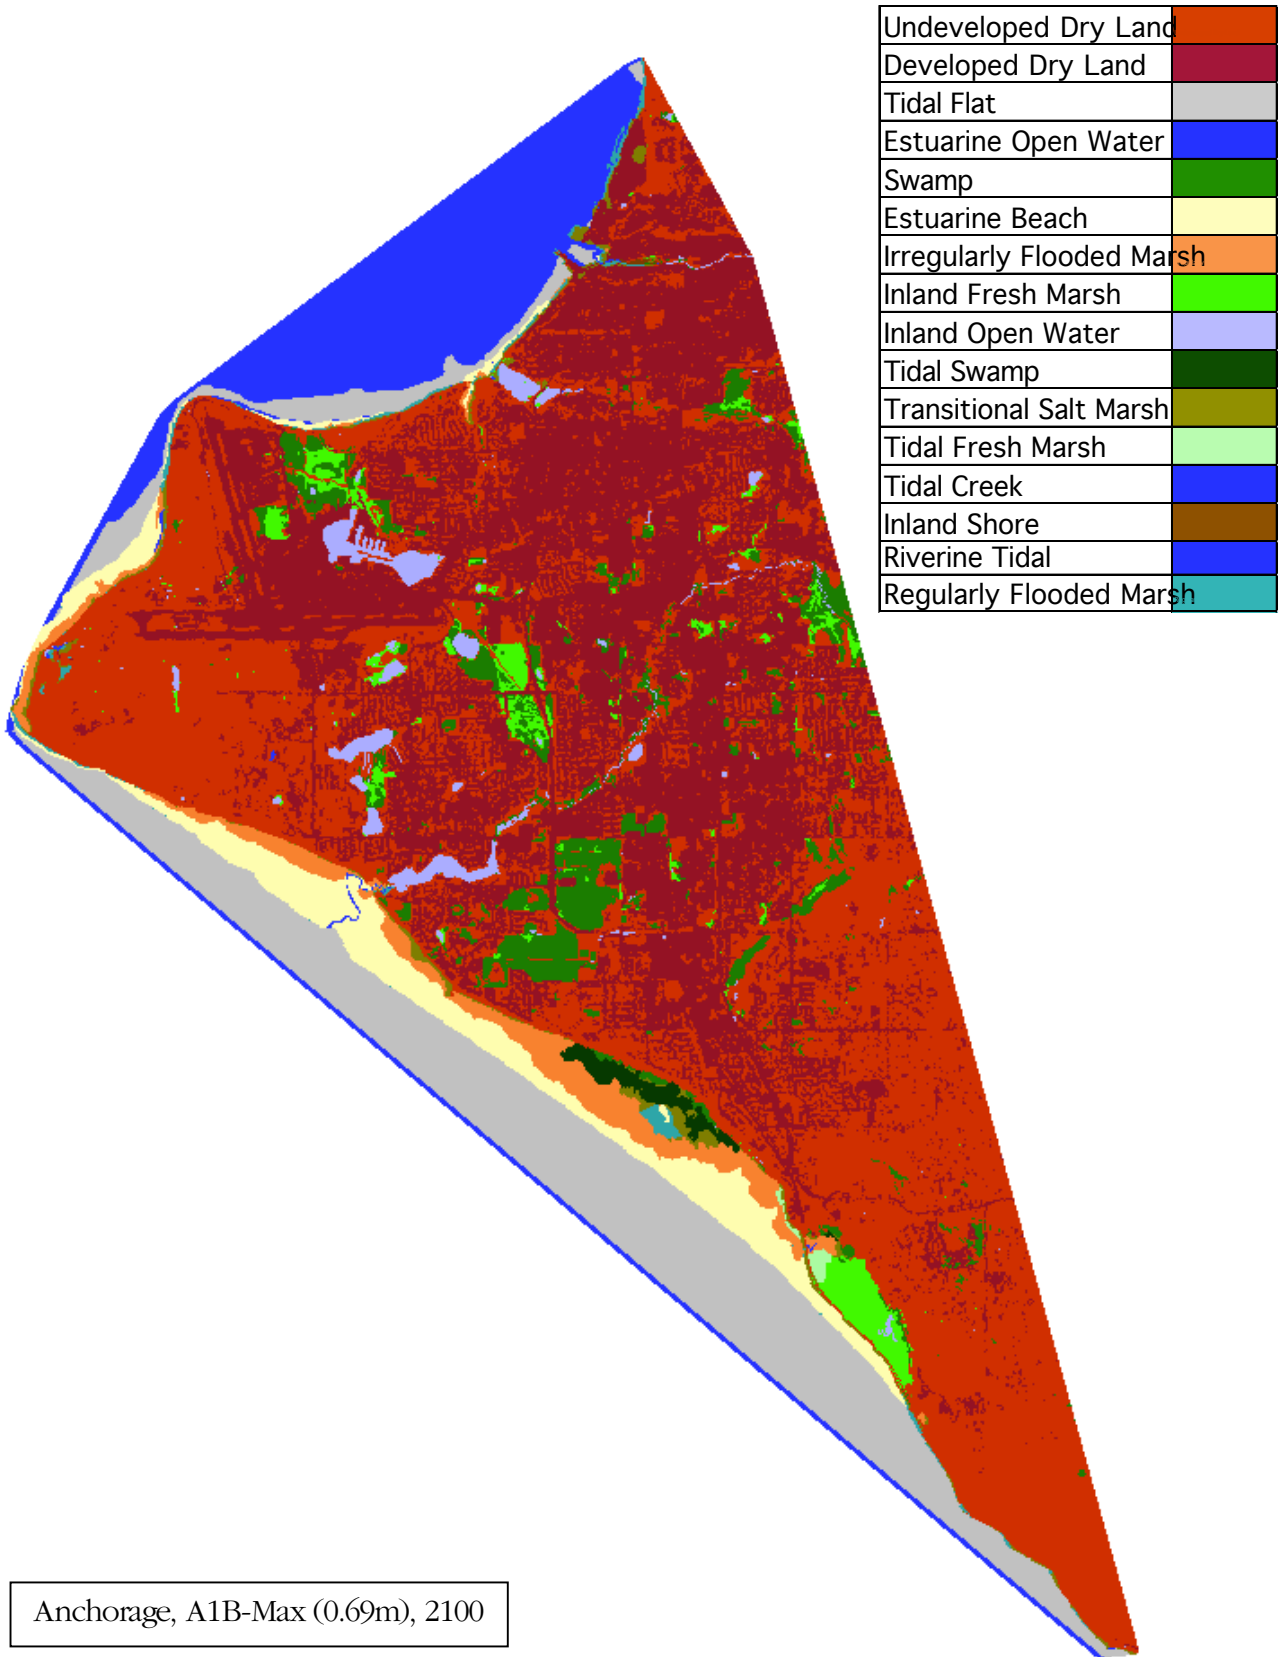 Undeveloped Dry Land
Developed Dry Land
Tidal Flat
Estuarine Open Water
Swamp
Estuarine Beach
Irregularly Flooded Marsh
Inland Fresh Marsh
Inland Open Water
Tidal Swamp
Transitional Salt Marsh
Tidal Fresh Marsh
Tidal Creek
Inland Shore
Riverine Tidal
Regularly Flooded Marsh
Anchorage, A1B-Max (0.69m), 2100